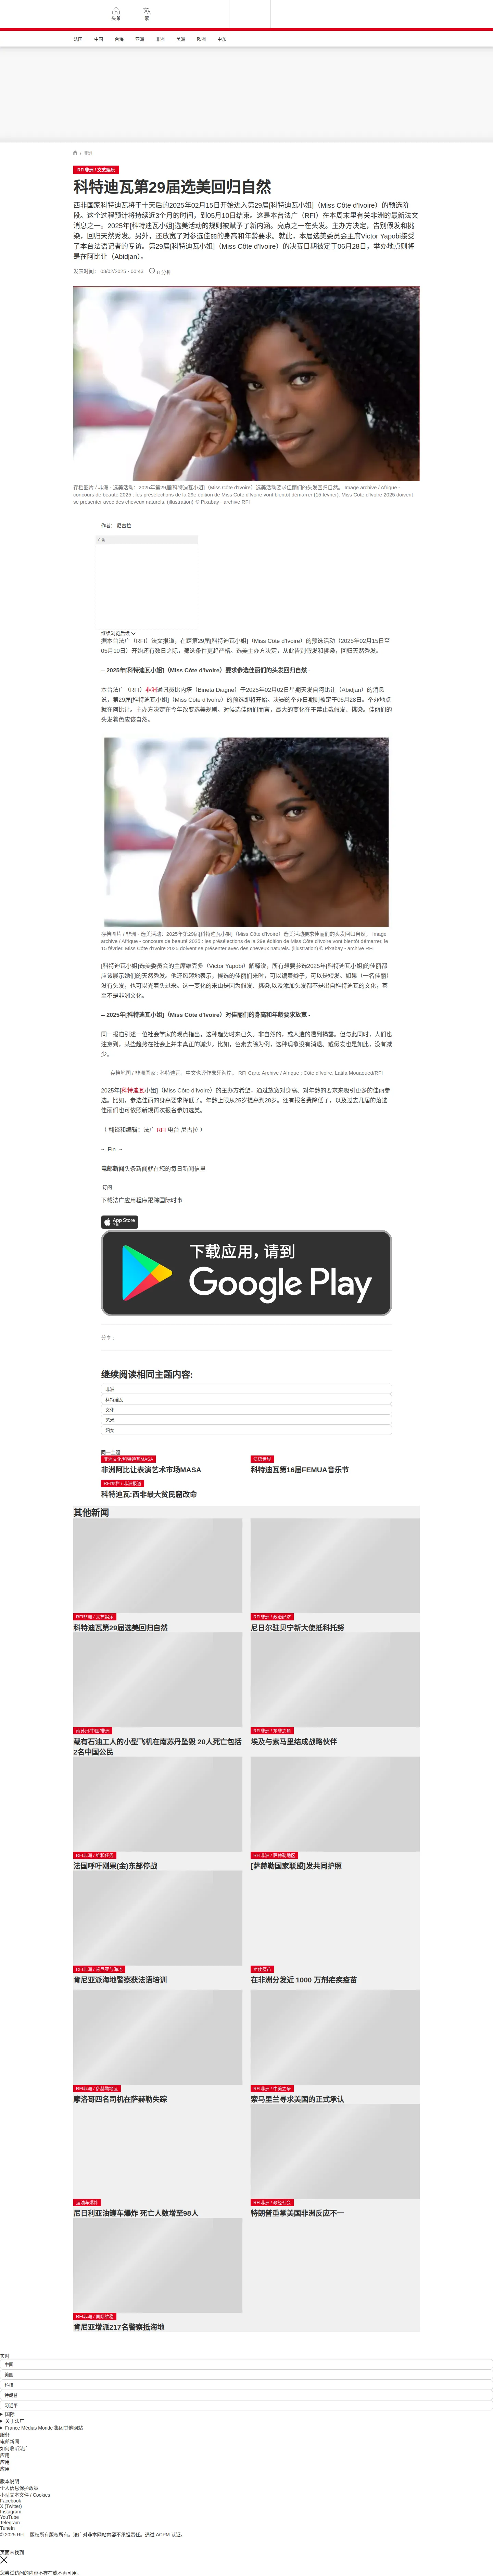 头条
繁
法国
中国
台海
亚洲
非洲
美洲
欧洲
中东
/ 非洲
RFI非洲 / 文艺娱乐
科特迪瓦第29届选美回归自然
西非国家科特迪瓦将于十天后的2025年02月15日开始进入第29届[科特迪瓦小姐]（Miss Côte d'Ivoire）的预选阶
段。这个过程预计将持续近3个月的时间，到05月10日结束。这是本台法广（RFI）在本周末里有关非洲的最新法文
消息之一。2025年[科特迪瓦小姐]选美活动的规则被赋予了新内涵。亮点之一在头发。主办方决定，告别假发和挑
染，回归天然秀发。另外，还放宽了对参选佳丽的身高和年龄要求。就此，本届选美委员会主席Victor Yapobi接受
了本台法语记者的专访。第29届[科特迪瓦小姐]（Miss Côte d'Ivoire）的决赛日期被定于06月28日，举办地点则将
是在阿比让（Abidjan）。
发表时间： 03/02/2025 - 00:43
6 分钟
存档图片 / 非洲 - 选美活动：2025年第29届[科特迪瓦小姐]（Miss Côte d'Ivoire）选美活动要求佳丽们的头发回归自然。 Image archive / Afrique -
concours de beauté 2025 : les présélections de la 29e édition de Miss Côte d'Ivoire vont bientôt démarrer (15 février). Miss Côte d'Ivoire 2025 doivent
se présenter avec des cheveux naturels. (illustration) © Pixabay - archive RFI
作者： 尼古拉
广告
继续浏览后续
据本台法广（RFI）法文报道，在距第29届[科特迪瓦小姐]（Miss Côte d'Ivoire）的预选活动（2025年02月15日至
05月10日）开始还有数日之际，筛选条件更趋严格。选美主办方决定，从此告别假发和挑染，回归天然秀发。
-- 2025年[科特迪瓦小姐]（Miss Côte d'Ivoire）要求参选佳丽们的头发回归自然 -
本台法广（RFI）非洲通讯员比内塔（Bineta Diagne）于2025年02月02日星期天发自阿比让（Abidjan）的消息
说，第29届[科特迪瓦小姐]（Miss Côte d'Ivoire）的预选即将开始。决赛的举办日期则被定于06月28日。举办地点
就在阿比让。主办方决定在今年改变选美规则。对候选佳丽们而言，最大的变化在于禁止戴假发、挑染。佳丽们的
头发着色应该自然。
存档图片 / 非洲 - 选美活动：2025年第29届[科特迪瓦小姐]（Miss Côte d'Ivoire）选美活动要求佳丽们的头发回归自然。 Image
archive / Afrique - concours de beauté 2025 : les présélections de la 29e édition de Miss Côte d'Ivoire vont bientôt démarrer, le
15 février. Miss Côte d'Ivoire 2025 doivent se présenter avec des cheveux naturels. (illustration) © Pixabay - archive RFI
[科特迪瓦小姐]选美委员会的主席维克多（Victor Yapobi）解释说，所有想要参选2025年[科特迪瓦小姐]的佳丽都
应该展示她们的天然秀发。他还风趣地表示，候选的佳丽们来时，可以编着辫子，可以是短发。如果（一名佳丽）
没有头发，也可以光着头过来。这一变化的来由是因为假发、挑染,以及添加头发都不是出自科特迪瓦的文化，甚
至不是非洲文化。
-- 2025年[科特迪瓦小姐]（Miss Côte d'Ivoire）对佳丽们的身高和年龄要求放宽 -
同一报道引述一位社会学家的观点指出，自然秀发时来已久。非自然的，或人造的遭到摇篱。但与此同时，人们也
注意到，某些趋势在社会上并未真正的减少。比如，色素去除为例，这种现象没有消退。戴假发也是如此，没有减
少。
存档地图 / 非洲国家 : 科特迪瓦，中文也译作象牙海岸。 RFI Carte Archive / Afrique : Côte d'Ivoire. Latifa Mouaoued/RFI
2025年[科特迪瓦小姐]（Miss Côte d'Ivoire）的主办方希望，通过放宽对身高、对年龄的要求来吸引更多的佳丽参
选。比如，参选佳丽的身高要求降低了。年龄上限从25岁提高到28岁。还有报名费降低了，以及过去几届的落选
佳丽们也可依照新规再次报名参加选美。
（ 翻译和编辑：法广 RFI 电台 尼古拉 ）
~. Fin .~
电邮新闻头条新闻就在您的每日新闻信里
订阅
下载法广应用程序跟踪国际时事
App Store
下载
下载应用，请到
Google Play
分享 :
继续阅读相同主题内容:
非洲
科特迪瓦
文化
艺术
妇女
同一主题
非洲文化/科特迪瓦MASA
非洲阿比让表演艺术市场MASA
法语世界
科特迪瓦第16届FEMUA音乐节
RFI专栏 / 非洲报道
科特迪瓦:西非最大贫民窟改命
其他新闻
RFI非洲 / 文艺娱乐
科特迪瓦第29届选美回归自然
RFI非洲 / 政治经济
尼日尔驻贝宁新大使抵科托努
南苏丹/中国/非洲
载有石油工人的小型飞机在南苏丹坠毁 20人死亡包括
2名中国公民
RFI非洲 / 东非之角
埃及与索马里结成战略伙伴
RFI非洲 / 维和任务
法国呼吁刚果(金)东部停战
RFI非洲 / 萨赫勒地区
[萨赫勒国家联盟]发共同护照
RFI非洲 / 肯尼亚与海地
肯尼亚派海地警察获法语培训
疟疾疫苗
在非洲分发近 1000 万剂疟疾疫苗
RFI非洲 / 萨赫勒地区
摩洛哥四名司机在萨赫勒失踪
RFI非洲 / 中美之争
索马里兰寻求美国的正式承认
运油车爆炸
尼日利亚油罐车爆炸 死亡人数增至98人
RFI非洲 / 政经社会
特朗普重掌美国非洲反应不一
RFI非洲 / 国际维稳
肯尼亚增派217名警察抵海地
实时
中国
美国
科技
特朗普
习近平
国际
关于法广
France Médias Monde 集团其他网站
服务
电邮新闻
如何收听法广
应用
应用
应用
版本说明
个人信息保护政策
小型文本文件 / Cookies
Facebook
X (Twitter)
Instagram
YouTube
Telegram
TuneIn
© 2025 RFI – 版权所有版权所有。法广对非本网站内容不承担责任。通过 ACPM 认证。
页面未找到
您尝试访问的内容不存在或不再可用。